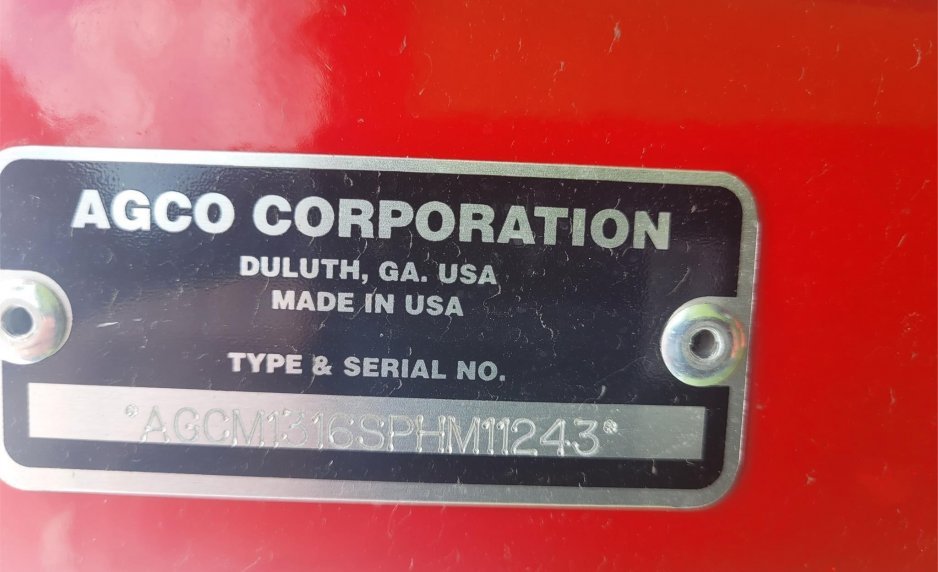 AGCO CORPORATION
DULUTH, GA. USA
MADE IN USA
TYPE & SERIAL NO.
*AGCM1316SPHM11243*